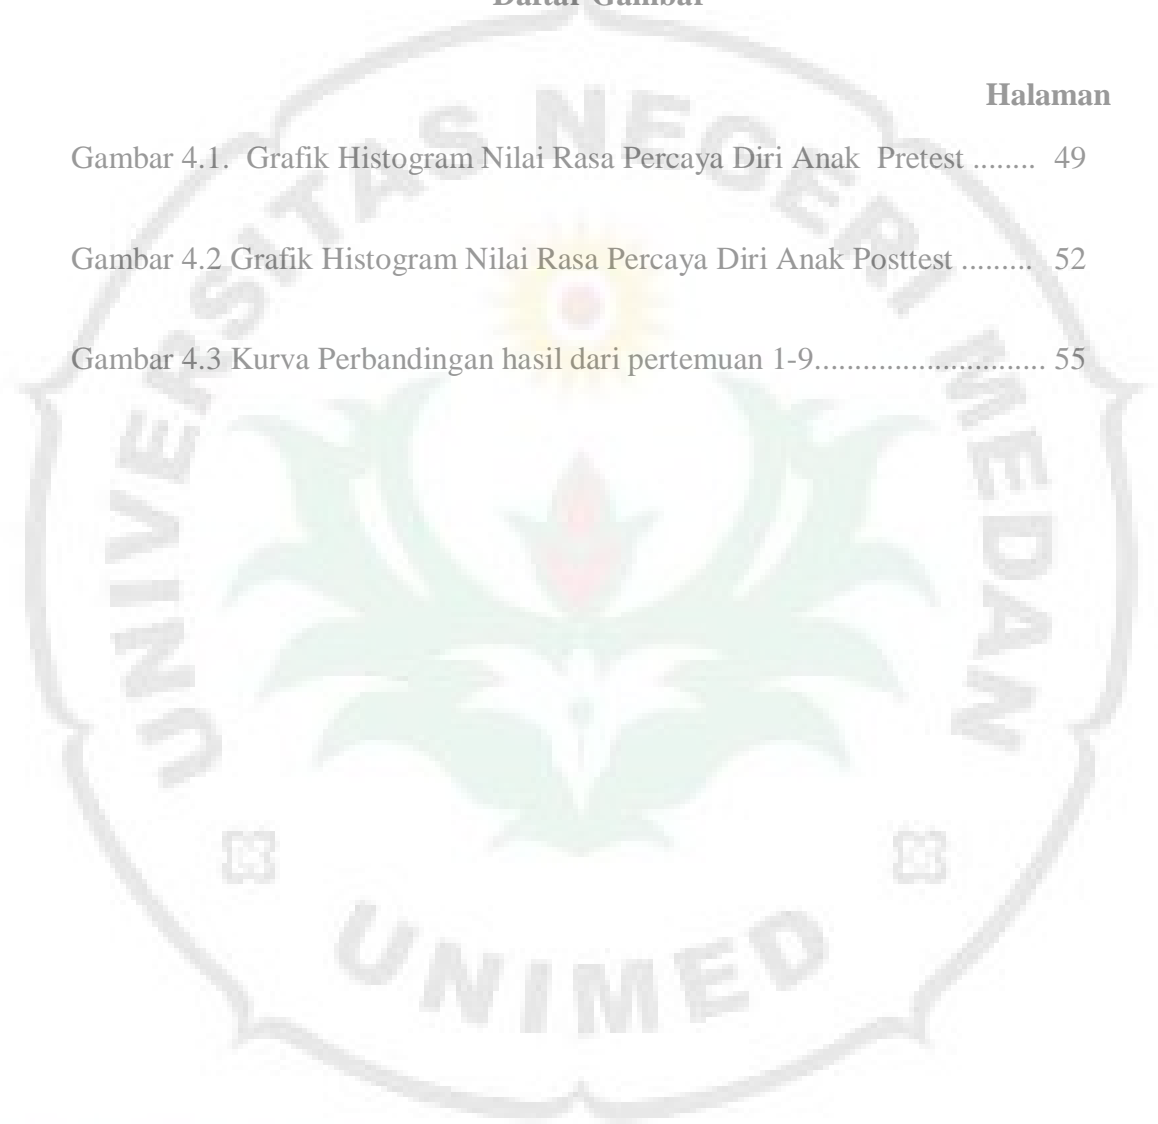 Daftar Gambar
Halaman
Gambar 4.1.  Grafik Histogram Nilai Rasa Percaya Diri Anak  Pretest ........  49
Gambar 4.2 Grafik Histogram Nilai Rasa Percaya Diri Anak Posttest .........  52
Gambar 4.3 Kurva Perbandingan hasil dari pertemuan 1-9............................. 55
UNIVERSITAS NEGERI MEDAN
UNIMED